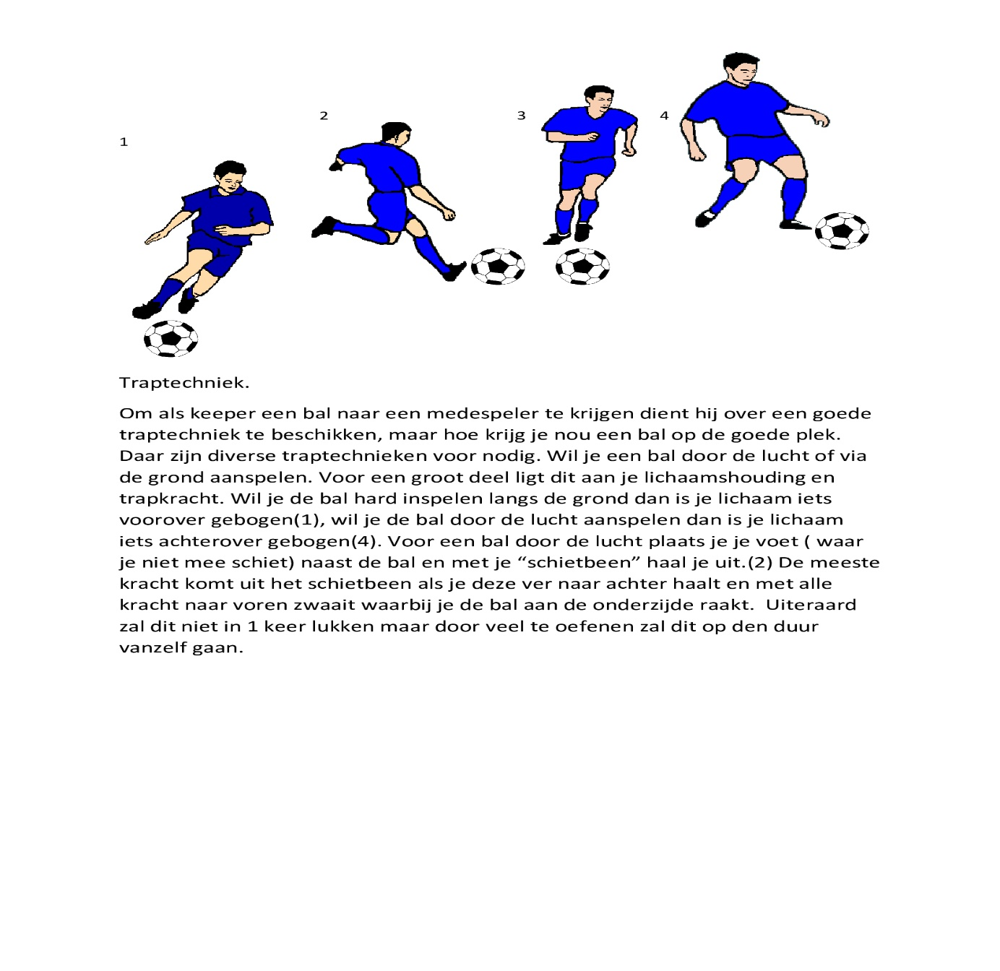 1
2
3
4
Traptechniek.
Om als keeper een bal naar een medespeler te krijgen dient hij over een goede
traptechniek te beschikken, maar hoe krijg je nou een bal op de goede plek.
Daar zijn diverse traptechnieken voor nodig. Wil je een bal door de lucht of via
de grond aanspelen. Voor een groot deel ligt dit aan je lichaamshouding en
trapkracht. Wil je de bal hard inspelen langs de grond dan is je lichaam iets
voorover gebogen(1), wil je de bal door de lucht aanspelen dan is je lichaam
iets achterover gebogen(4). Voor een bal door de lucht plaats je je voet ( waar
je niet mee schiet) naast de bal en met je “schietbeen” haal je uit.(2) De meeste
kracht komt uit het schietbeen als je deze ver naar achter haalt en met alle
kracht naar voren zwaait waarbij je de bal aan de onderzijde raakt.  Uiteraard
zal dit niet in 1 keer lukken maar door veel te oefenen zal dit op den duur
vanzelf gaan.